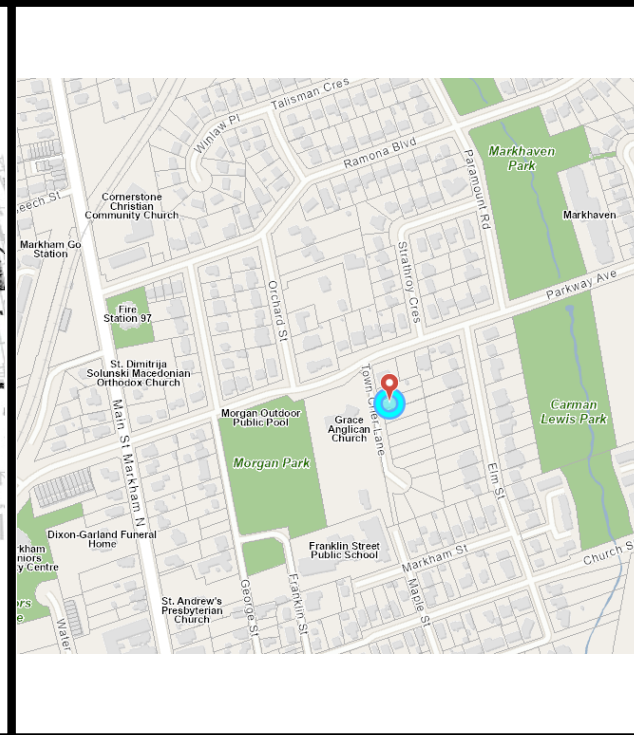 Talisman Cres
Winlaw Pl
Ramona Blvd
Markhaven
Park
Paramount Rd
Cornerstone
Christian
Community Church
Markham Go
Station
Markhaven
Strathroy Cres
Parkway Ave
Orchard St
Fire
Station 97
St. Dimitrija
Solunski Macedonian
Orthodox Church
Town Crier Lane
Main St Markham N
Morgan Outdoor
Public Pool
Grace
Anglican
Church
Carman
Lewis Park
Morgan Park
Elm St
Dixon-Garland Funeral
Home
Franklin Street
Public School
Markham St
Church S
St. Andrew's
Presbyterian
Church
George St
Franklin St
Maple St
Water